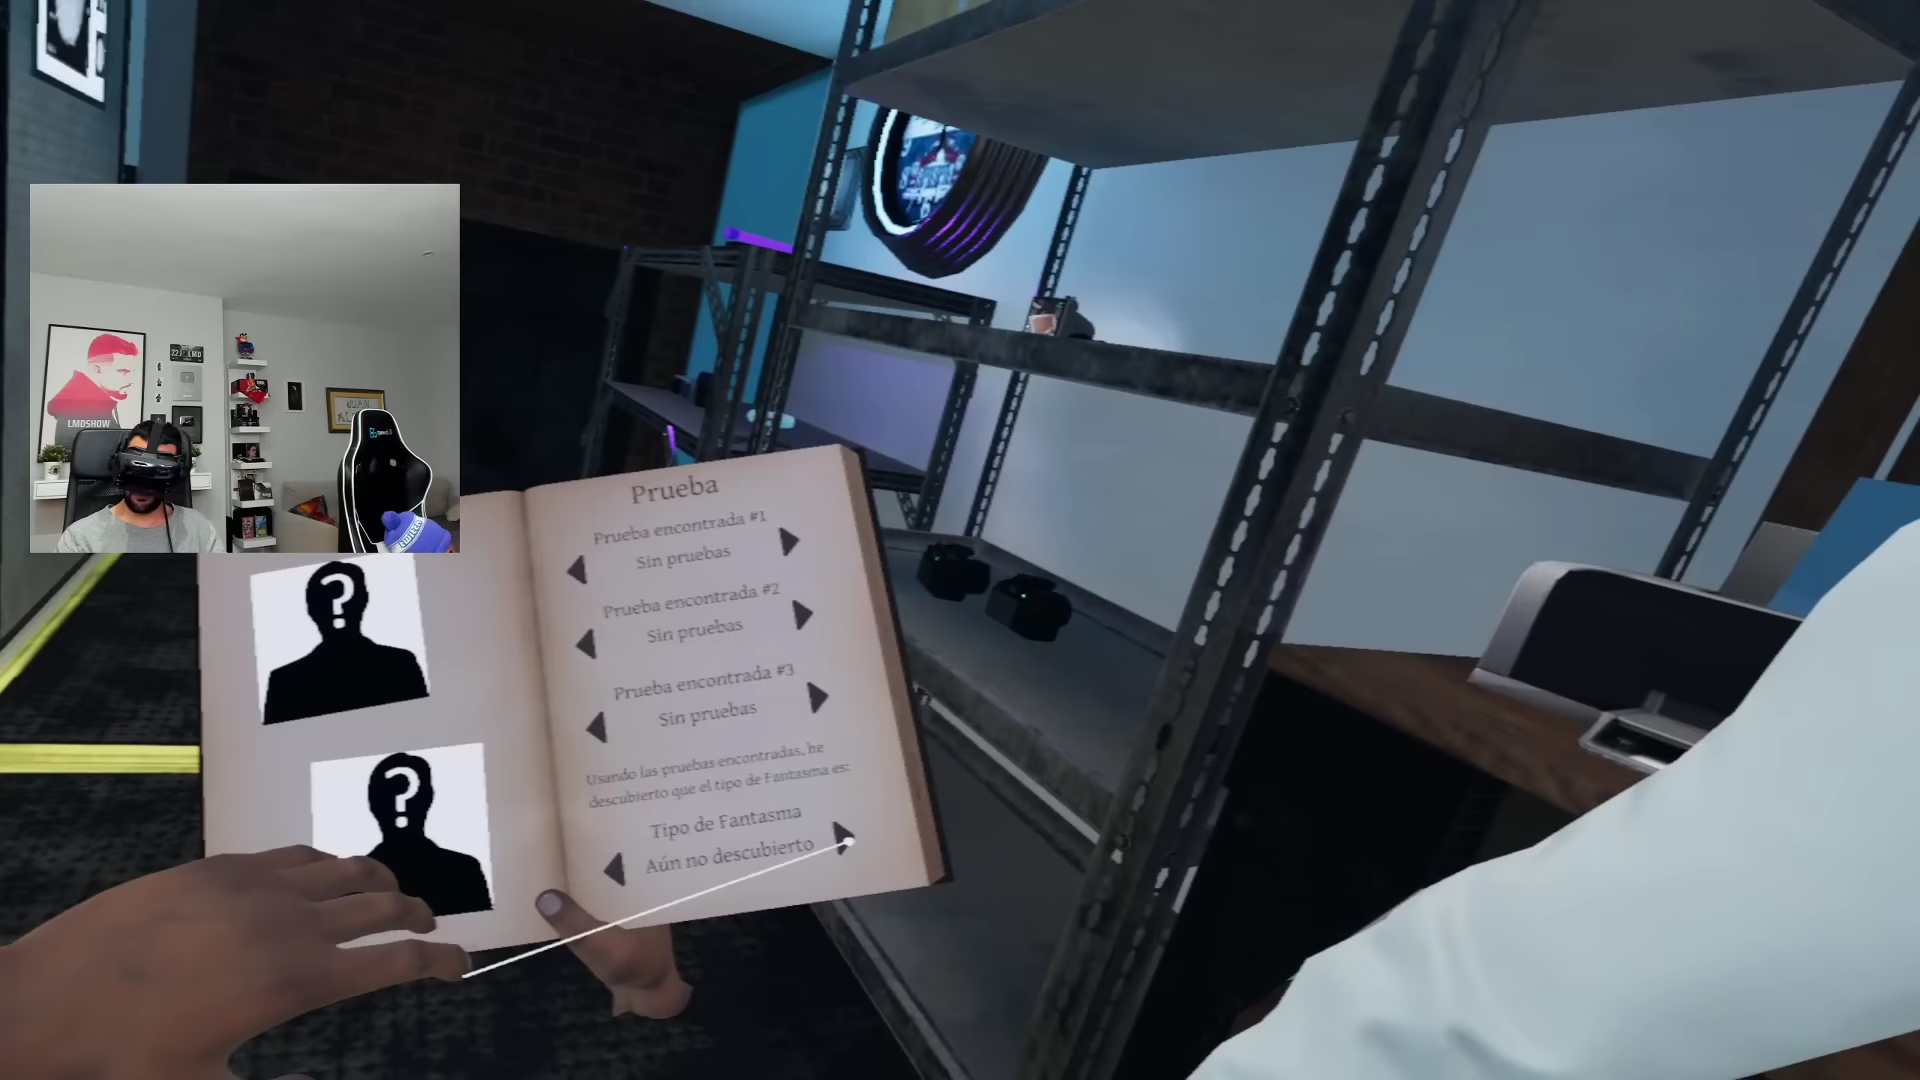 LMDSHOW
JUAN
Prueba
Prueba encontrada #1
Sin pruebas
Prueba encontrada #2
Sin pruebas
Prueba encontrada #3
Sin pruebas
Usando las pruebas encontradas, he
descubierto que el tipo de Fantasma es:
Tipo de Fantasma
Aún no descubierto